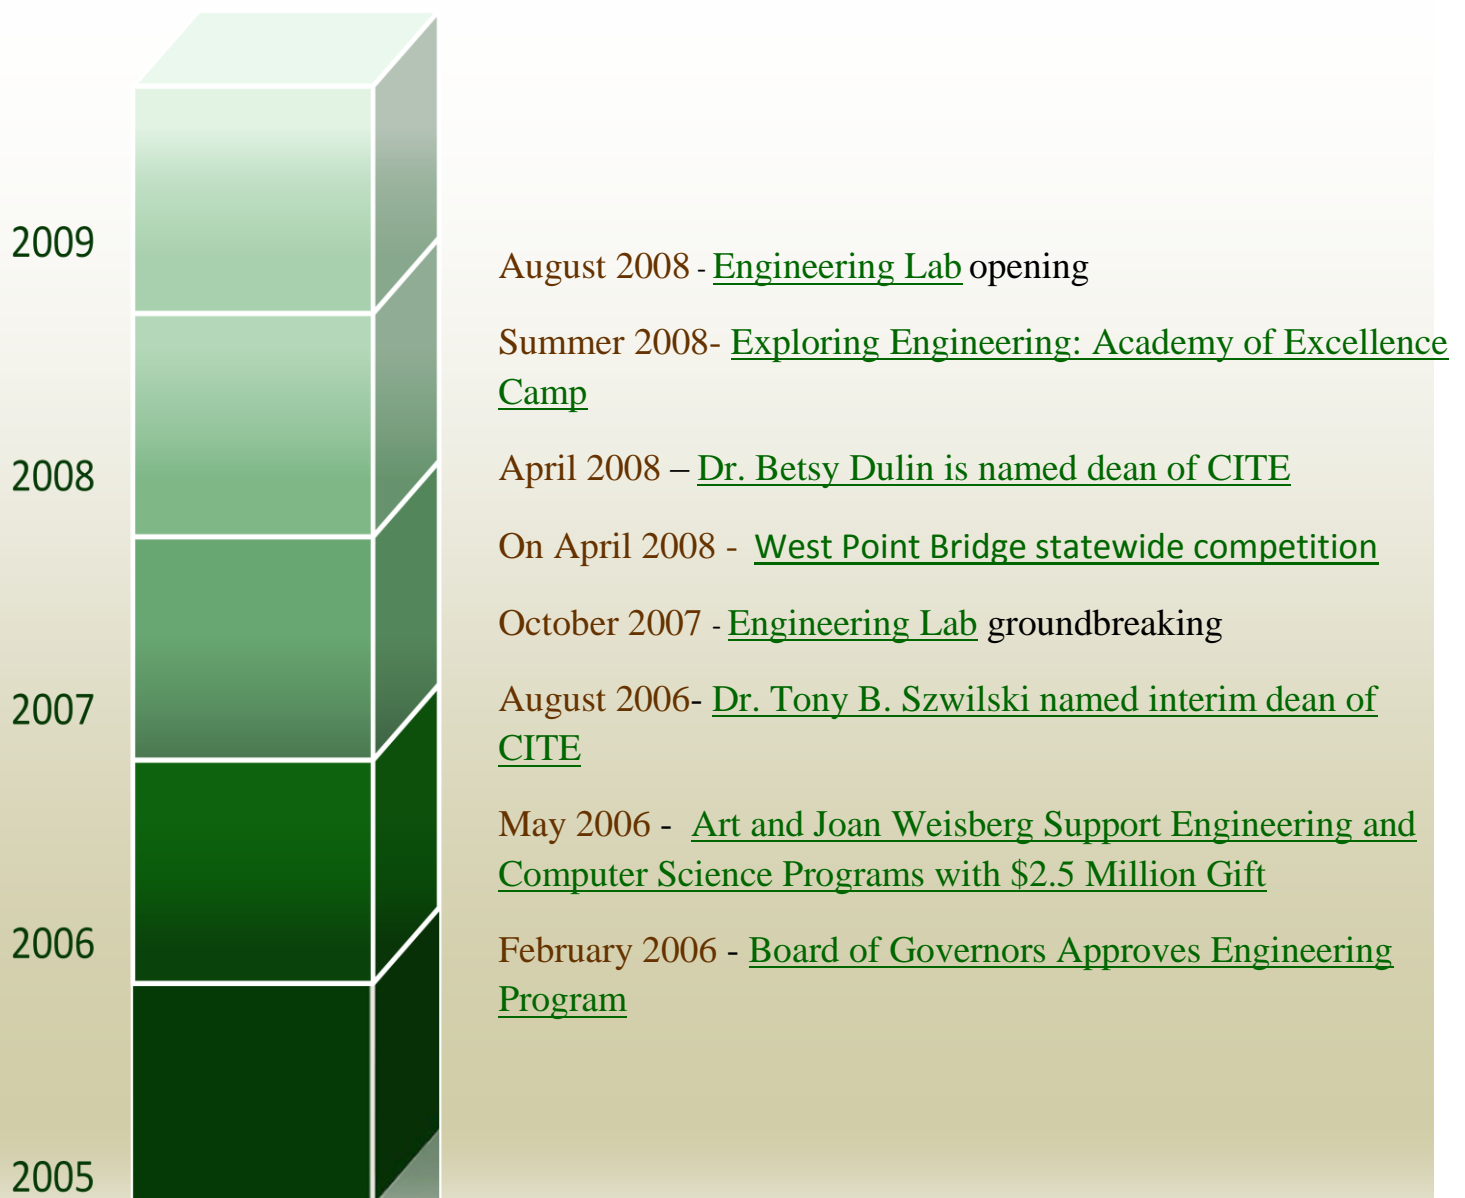 2009
August 2008 - Engineering Lab opening
Summer 2008- Exploring Engineering: Academy of Excellence
Camp
2008
April 2008 – Dr. Betsy Dulin is named dean of CITE
On April 2008 - West Point Bridge statewide competition
October 2007 - Engineering Lab groundbreaking
2007
August 2006- Dr. Tony B. Szwilski named interim dean of
CITE
May 2006 - Art and Joan Weisberg Support Engineering and
Computer Science Programs with $2.5 Million Gift
2006
February 2006 - Board of Governors Approves Engineering
Program
2005